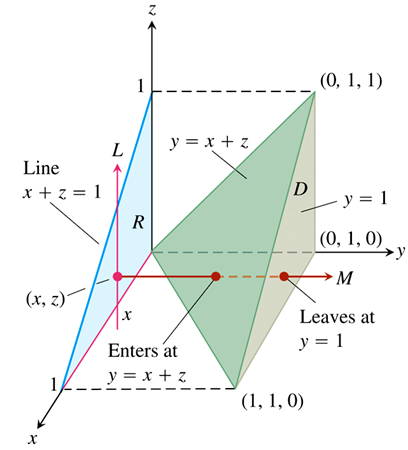 z
1
(0, 1, 1)
L
y = x + z
Line
x + z = 1
D
y = 1
R
(0, 1, 0)
y
M
(x, z)
x
Leaves at
y = 1
Enters at
y = x + z
1
(1, 1, 0)
x